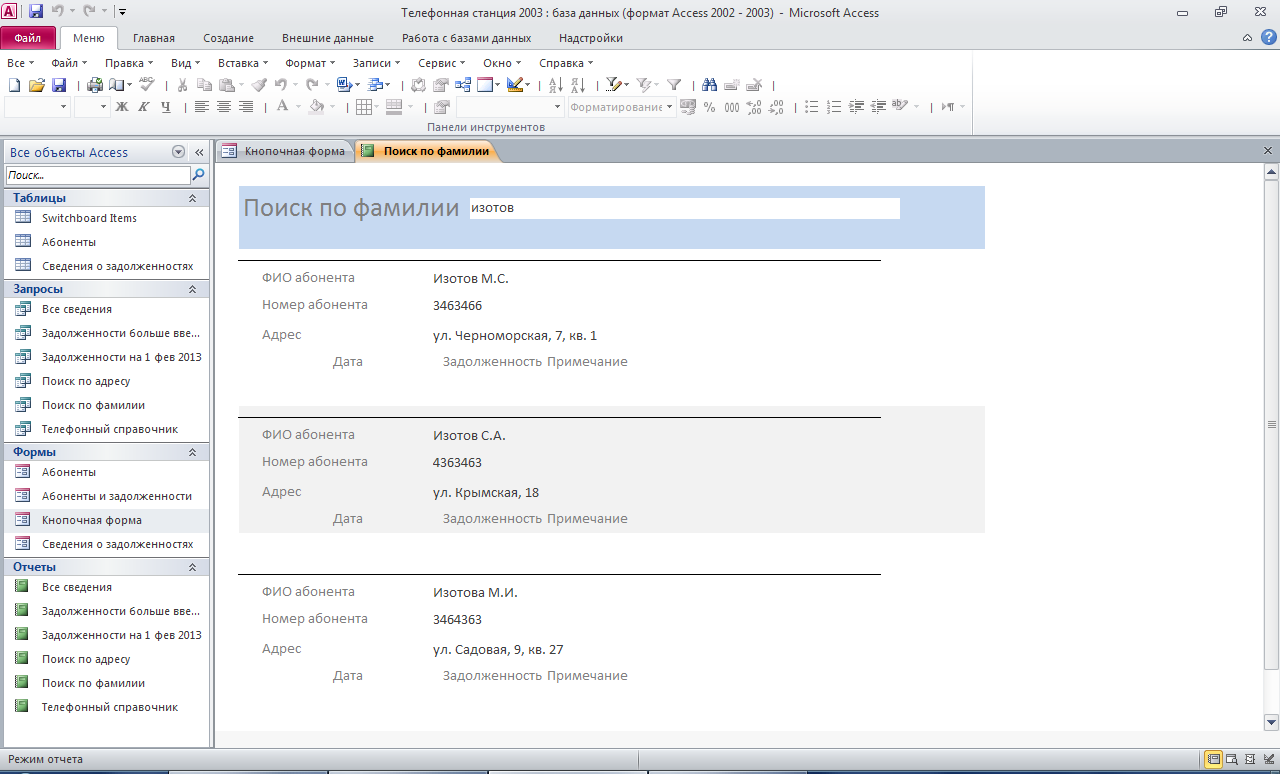 Телефонная станция 2003 : база данных (формат Access 2002 - 2003) - Microsoft Access
Файл Меню Главная Создание Внешние данные Работа с базами данных Надстройки
Все Файл Правка Вид Вставка Формат Записи Сервис Окно Справка
Ж К Ч Форматирование % 000
Панели инструментов
Все объекты Access
Поиск...
Таблицы
Switchboard Items
Абоненты
Сведения о задолженностях
Запросы
Все сведения
Задолженности больше вве...
Задолженности на 1 фев 2013
Поиск по адресу
Поиск по фамилии
Телефонный справочник
Формы
Абоненты
Абоненты и задолженности
Кнопочная форма
Сведения о задолженностях
Отчеты
Все сведения
Задолженности больше вве...
Задолженности на 1 фев 2013
Поиск по адресу
Поиск по фамилии
Телефонный справочник
Кнопочная форма Поиск по фамилии
Поиск по фамилии изотов
ФИО абонента Изотов М.С.
Номер абонента 3463466
Адрес ул. Черноморская, 7, кв. 1
Дата Задолженность Примечание
ФИО абонента Изотов С.А.
Номер абонента 4363463
Адрес ул. Крымская, 18
Дата Задолженность Примечание
ФИО абонента Изотова М.И.
Номер абонента 3464363
Адрес ул. Садовая, 9, кв. 27
Дата Задолженность Примечание
Режим отчета